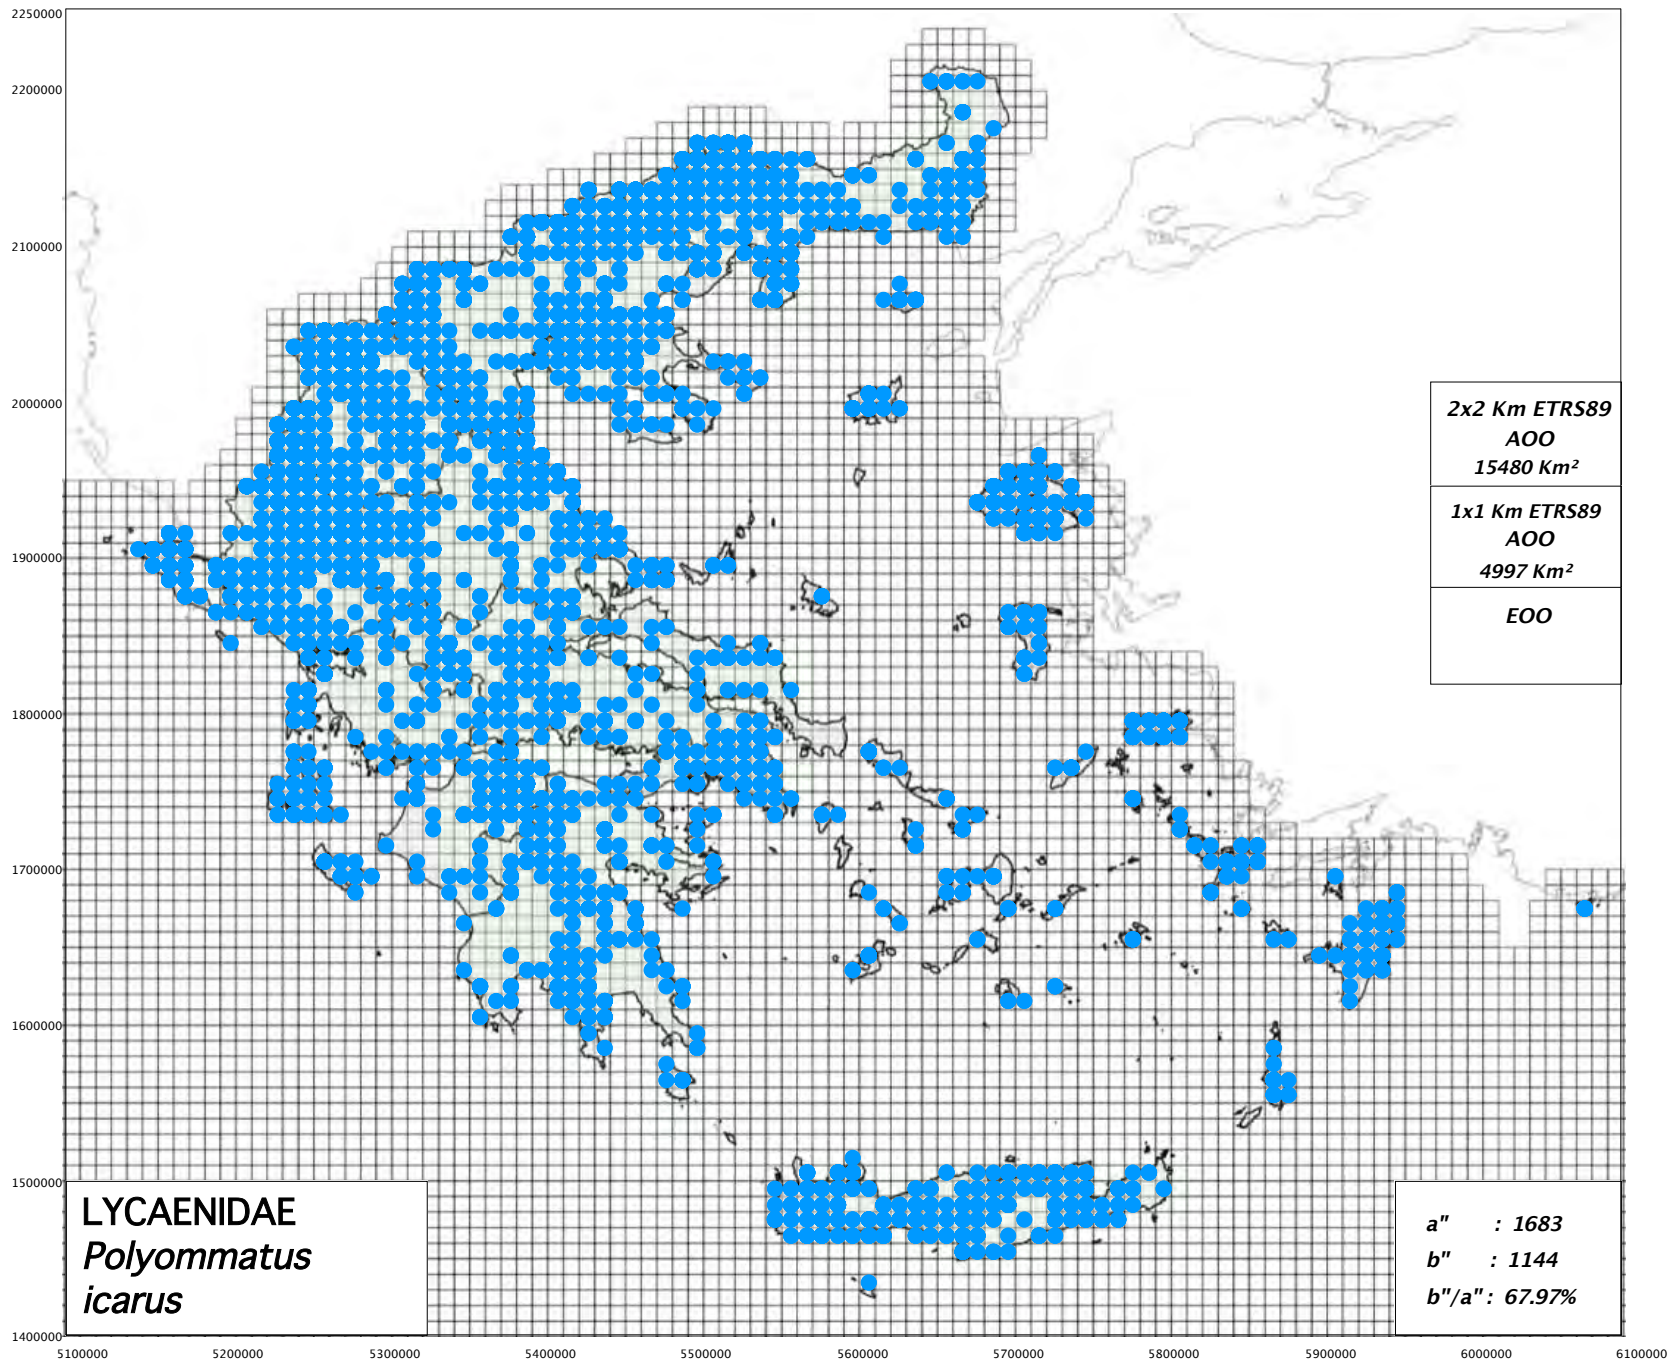 2250000
2200000
2100000
2000000
1900000
1800000
1700000
1600000
1500000
1400000
2x2 Km ETRS89
AOO
15480 Km²
1x1 Km ETRS89
AOO
4997 Km²
EOO
LYCAENIDAE
Polyommatus
icarus
a" : 1683
b" : 1144
b"/a" : 67.97%
5100000 5200000 5300000 5400000 5500000 5600000 5700000 5800000 5900000 6000000 6100000